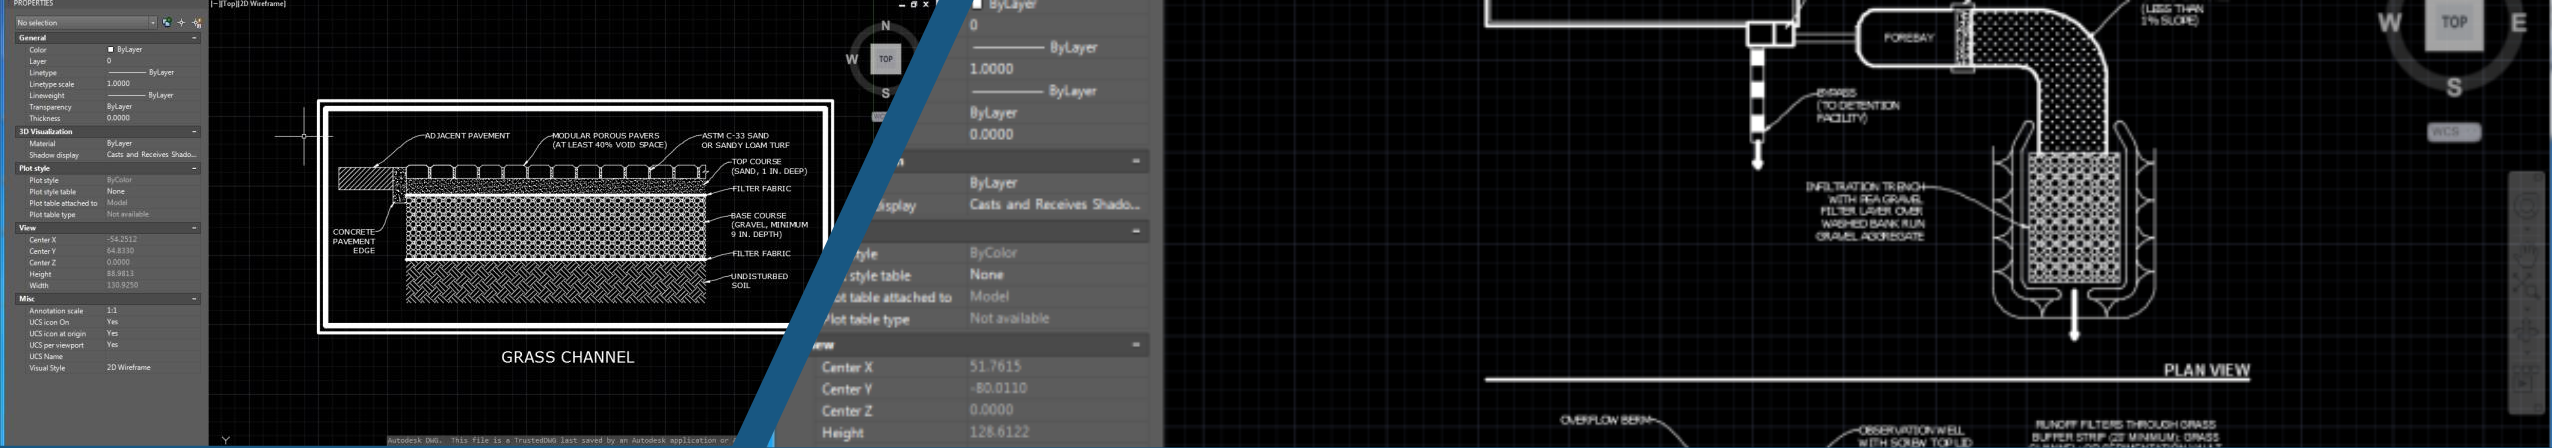 PROPERTIES
No selection
General
Color ByLayer
Layer 0
Linetype ByLayer
Linetype scale 1.0000
Lineweight ByLayer
Transparency ByLayer
Thickness 0.0000
3D Visualization
Material ByLayer
Shadow display Casts and Receives Shado...
Plot style
Plot style ByColor
Plot style table None
Plot table attached to Model
Plot table type Not available
View
Center X -54.2512
Center Y 64.8330
Center Z 0.0000
Height 88.9813
Width 130.9250
Misc
Annotation scale 1:1
UCS icon On Yes
UCS icon at origin Yes
UCS per viewport Yes
UCS Name
Visual Style 2D Wireframe
[-][Top][2D Wireframe]
N
W TOP
S
ADJACENT PAVEMENT
MODULAR POROUS PAVERS
(AT LEAST 40% VOID SPACE)
ASTM C-33 SAND
OR SANDY LOAM TURF
TOP COURSE
(SAND, 1 IN. DEEP)
FILTER FABRIC
BASE COURSE
(GRAVEL, MINIMUM
9 IN. DEPTH)
FILTER FABRIC
UNDISTURBED
SOIL
CONCRETE
PAVEMENT
EDGE
GRASS CHANNEL
Y
Autodesk DWG. This file is a TrustedDWG last saved by an Autodesk application or
ByLayer
0
ByLayer
1.0000
ByLayer
ByLayer
0.0000
ByLayer
display Casts and Receives Shado...
style ByColor
style table None
ot table attached to Model
Plot table type Not available
ew
Center X 51.7615
Center Y -80.0110
Center Z 0.0000
Height 128.6122
(LESS THAN
1% SLOPE)
FOREBAY
BYPASS
(TO DETENTION
FACILITY)
INFILTRATION TRENCH
WITH PEA GRAVEL
FILTER LAYER OVER
WASHED BANK RUN
GRAVEL AGGREGATE
W TOP E
S
WCS
PLAN VIEW
OVERFLOW BERM
OBSERVATION WELL
WITH SCREW TOP LID
RUNOFF FILTERS THROUGH GRASS
BUFFER STRIP (20' MINIMUM); GRASS